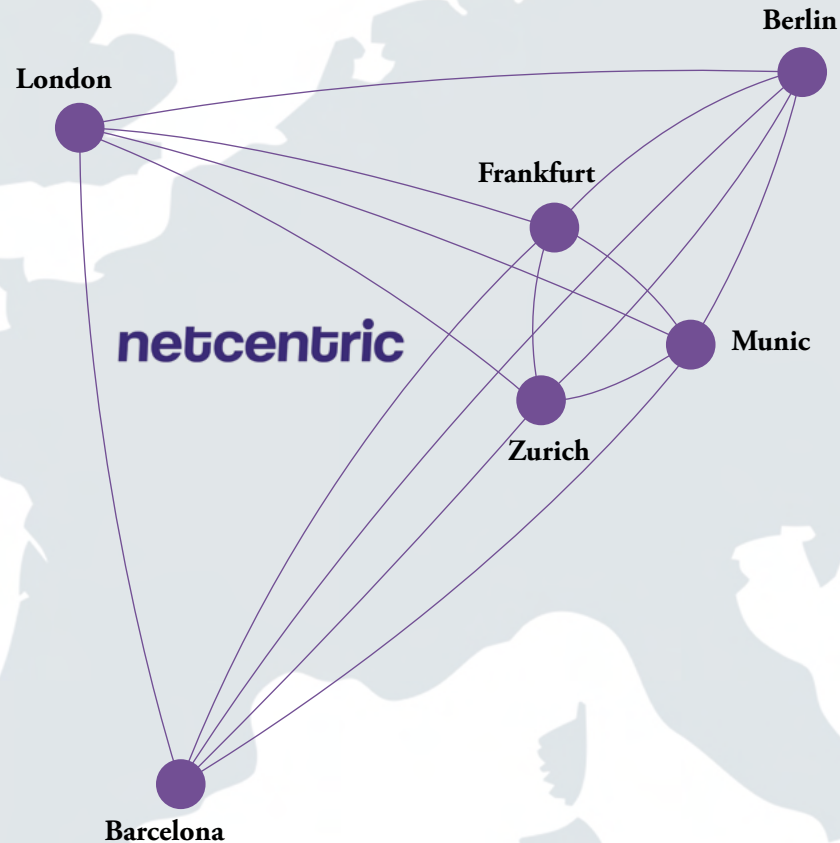 Berlin
London
Frankfurt
netcentric
Munic
Zurich
Barcelona